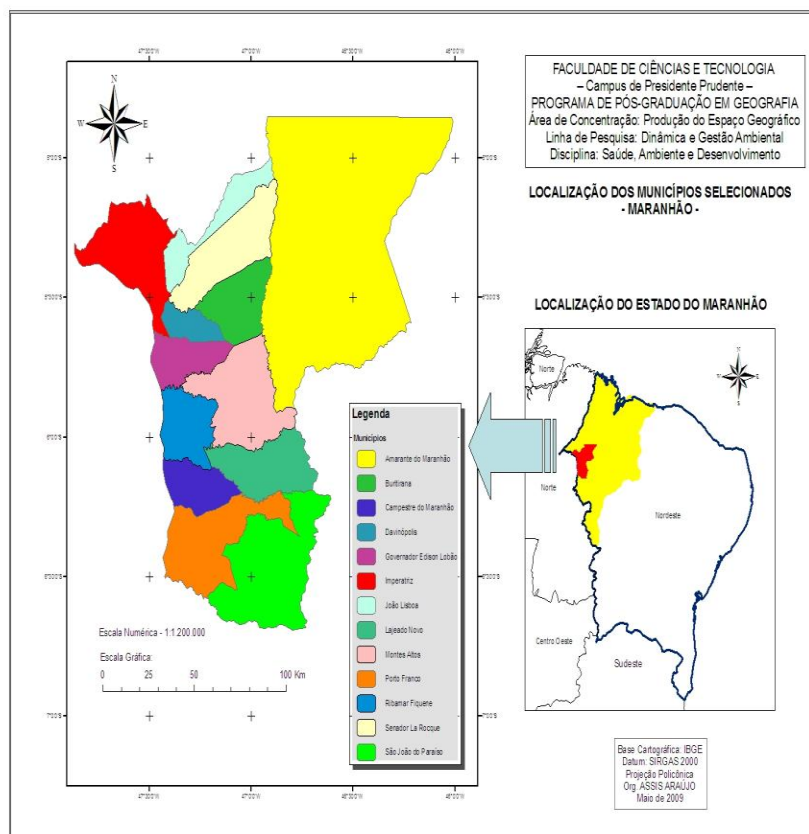 FACULDADE DE CIÊNCIAS E TECNOLOGIA
– Campus de Presidente Prudente –
PROGRAMA DE PÓS-GRADUAÇÃO EM GEOGRAFIA
Área de Concentração: Produção do Espaço Geográfico
Linha de Pesquisa: Dinâmica e Gestão Ambiental
Disciplina: Saúde, Ambiente e Desenvolvimento
LOCALIZAÇÃO DOS MUNICÍPIOS SELECIONADOS
- MARANHÃO -
N
W E
S
LOCALIZAÇÃO DO ESTADO DO MARANHÃO
Norte
N
W E
S
Norte
Nordeste
Centro Oeste
Sudeste
Legenda
Municípios
Amarante do Maranhão
Buritirana
Campestre do Maranhão
Davinópolis
Governador Edison Lobão
Imperatriz
João Lisboa
Lajeado Novo
Montes Altos
Porto Franco
Ribamar Fiquene
Senador La Rocque
São João do Paraíso
Escala Numérica - 1:1.200.000
Escala Gráfica:
0 25 50 100 Km
Base Cartográfica: IBGE
Datum: SIRGAS 2000
Projeção Policônica
Org. ASSIS ARAÚJO
Maio de 2009